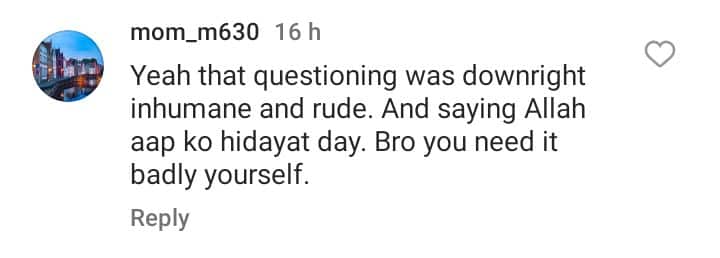 mom_m630 16 h
Yeah that questioning was downright
inhumane and rude. And saying Allah
aap ko hidayat day. Bro you need it
badly yourself.
Reply